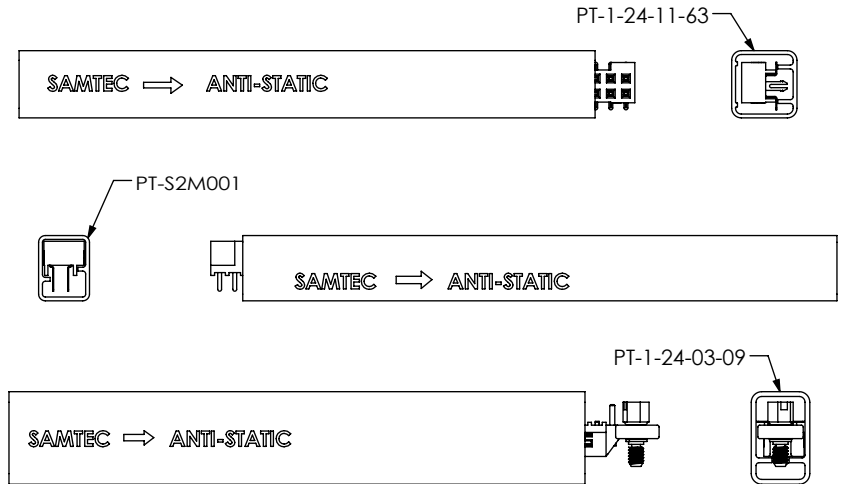 PT-1-24-11-63
SAMTEC ANTI-STATIC
PT-S2M001
SAMTEC ANTI-STATIC
PT-1-24-03-09
SAMTEC ANTI-STATIC